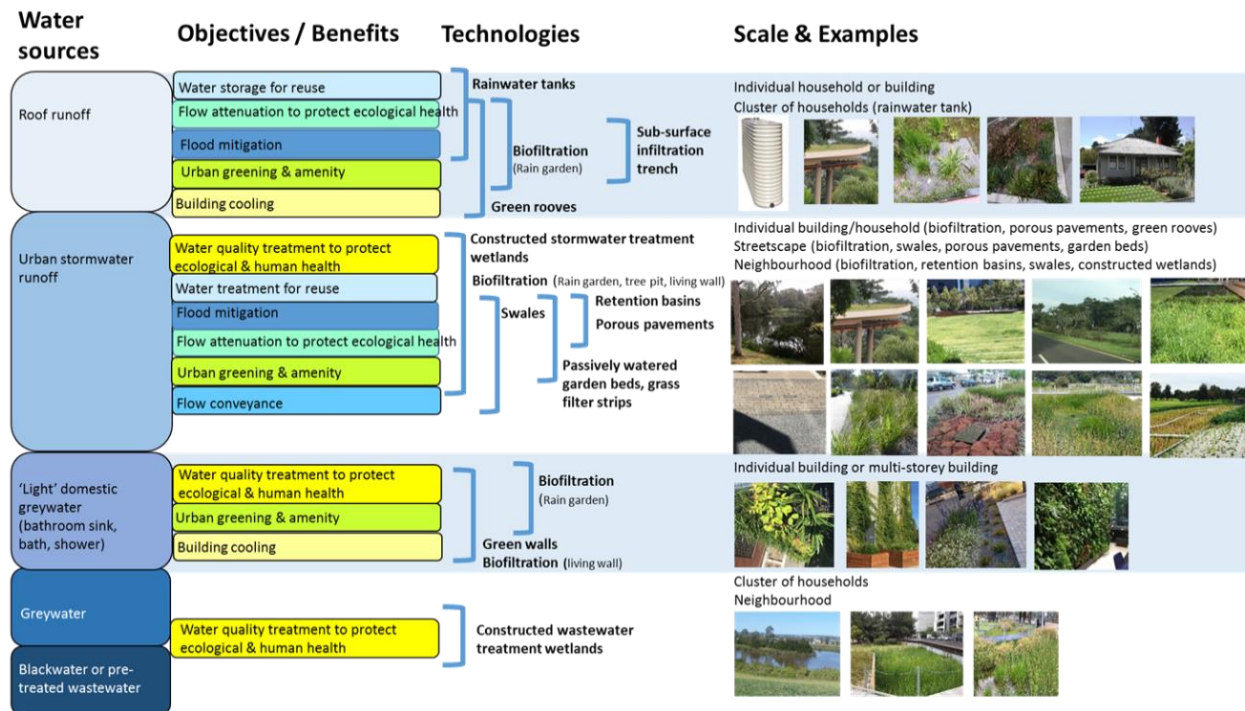 Water
sources
Objectives / Benefits
Technologies
Scale & Examples
Roof runoff
Water storage for reuse
Flow attenuation to protect ecological health
Flood mitigation
Urban greening & amenity
Building cooling
Rainwater tanks
Biofiltration
(Rain garden)
Sub-surface
infiltration
trench
Green rooves
Individual household or building
Cluster of households (rainwater tank)
Urban stormwater
runoff
Water quality treatment to protect
ecological & human health
Water treatment for reuse
Flood mitigation
Flow attenuation to protect ecological health
Urban greening & amenity
Flow conveyance
Constructed stormwater treatment
wetlands
Biofiltration (Rain garden, tree pit, living wall)
Swales
Retention basins
Porous pavements
Passively watered
garden beds, grass
filter strips
Individual building/household (biofiltration, porous pavements, green rooves)
Streetscape (biofiltration, swales, porous pavements, garden beds)
Neighbourhood (biofiltration, retention basins, swales, constructed wetlands)
'Light' domestic
greywater
(bathroom sink,
bath, shower)
Water quality treatment to protect
ecological & human health
Urban greening & amenity
Building cooling
Biofiltration
(Rain garden)
Green walls
Biofiltration (living wall)
Individual building or multi-storey building
Greywater
Blackwater or pre-
treated wastewater
Water quality treatment to protect
ecological & human health
Constructed wastewater
treatment wetlands
Cluster of households
Neighbourhood